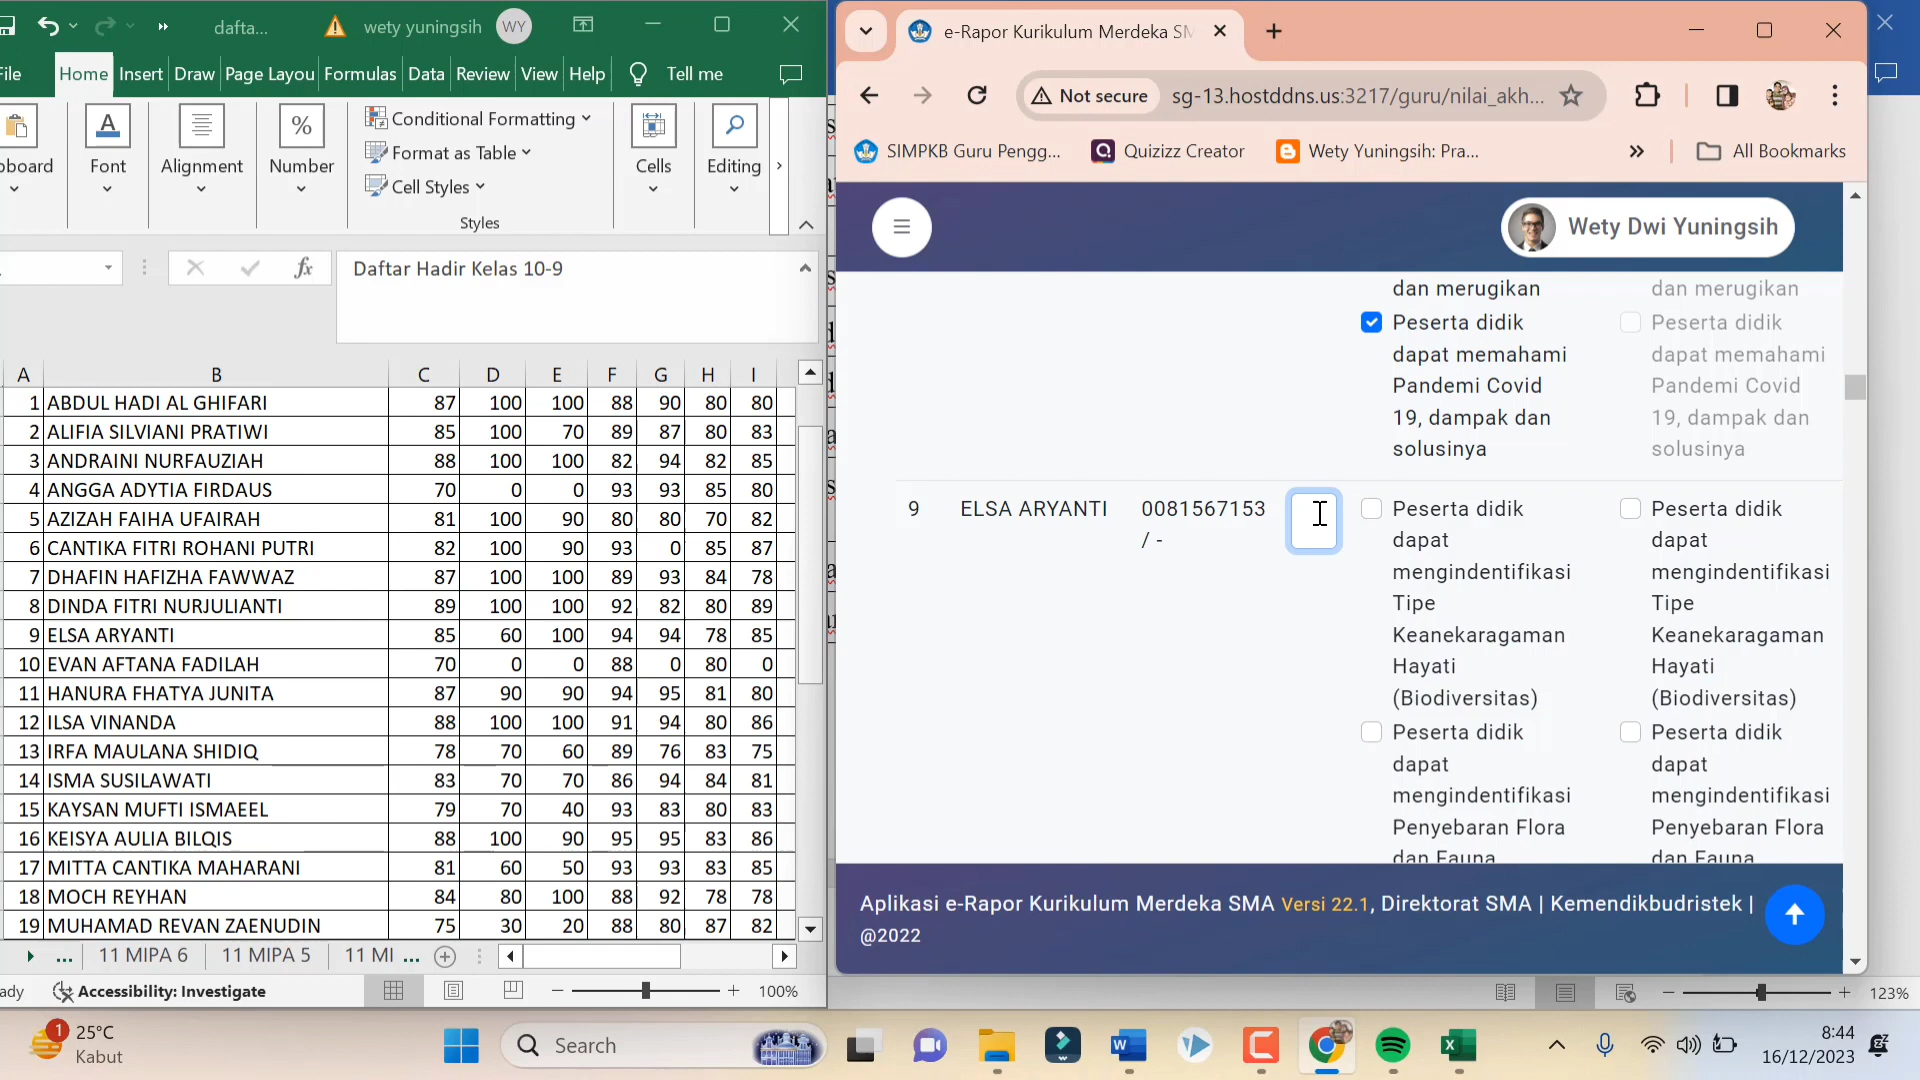 dafta...
wety yuningsih
WY
File
Home
Insert
Draw
Page Layou
Formulas
Data
Review
View
Help
Tell me
board
Font
Alignment
Number
Conditional Formatting
Format as Table
Cell Styles
Styles
Cells
Editing
Daftar Hadir Kelas 10-9
A B C D E F G H I
1 ABDUL HADI AL GHIFARI 87 100 100 88 90 80 80
2 ALIFIA SILVIANI PRATIWI 85 100 70 89 87 80 83
3 ANDRAINI NURFAUZIAH 88 100 100 82 94 82 85
4 ANGGA ADYTIA FIRDAUS 70 0 0 93 93 85 80
5 AZIZAH FAIHA UFAIRAH 81 100 90 80 80 70 82
6 CANTIKA FITRI ROHANI PUTRI 82 100 90 93 0 85 87
7 DHAFIN HAFIZHA FAWWAZ 87 100 100 89 93 84 78
8 DINDA FITRI NURJULIANTI 89 100 100 92 82 80 89
9 ELSA ARYANTI 85 60 100 94 94 78 85
10 EVAN AFTANA FADILAH 70 0 0 88 0 80 0
11 HANURA FHATYA JUNITA 87 90 90 94 95 81 80
12 ILSA VINANDA 88 100 100 91 94 80 86
13 IRFA MAULANA SHIDIQ 78 70 60 89 76 83 75
14 ISMA SUSILAWATI 83 70 70 86 94 84 81
15 KAYSAN MUFTI ISMAEEL 79 70 40 93 83 80 83
16 KEISYA AULIA BILQIS 88 100 90 95 95 83 86
17 MITTA CANTIKA MAHARANI 81 60 50 93 93 83 85
18 MOCH REYHAN 84 80 100 88 92 78 78
19 MUHAMAD REVAN ZAENUDIN 75 30 20 88 80 87 82
... 11 MIPA 6 11 MIPA 5 11 MI ...
ady
Accessibility: Investigate
100%
e-Rapor Kurikulum Merdeka SM
Not secure
sg-13.hostddns.us:3217/guru/nilai_akh...
SIMPKB Guru Pengg...
Quizizz Creator
Wety Yuningsih: Pra...
All Bookmarks
Wety Dwi Yuningsih
dan merugikan
Peserta didik
dapat memahami
Pandemi Covid
19, dampak dan
solusinya
dan merugikan
Peserta didik
dapat memahami
Pandemi Covid
19, dampak dan
solusinya
9
ELSA ARYANTI
0081567153
/ -
Peserta didik
dapat
mengindentifikasi
Tipe
Keanekaragaman
Hayati
(Biodiversitas)
Peserta didik
dapat
mengindentifikasi
Penyebaran Flora
dan Fauna
Peserta didik
dapat
mengindentifikasi
Tipe
Keanekaragaman
Hayati
(Biodiversitas)
Peserta didik
dapat
mengindentifikasi
Penyebaran Flora
dan Fauna
Aplikasi e-Rapor Kurikulum Merdeka SMA Versi 22.1, Direktorat SMA | Kemendikbudristek |
@2022
123%
1
25°C
Kabut
Search
8:44
16/12/2023